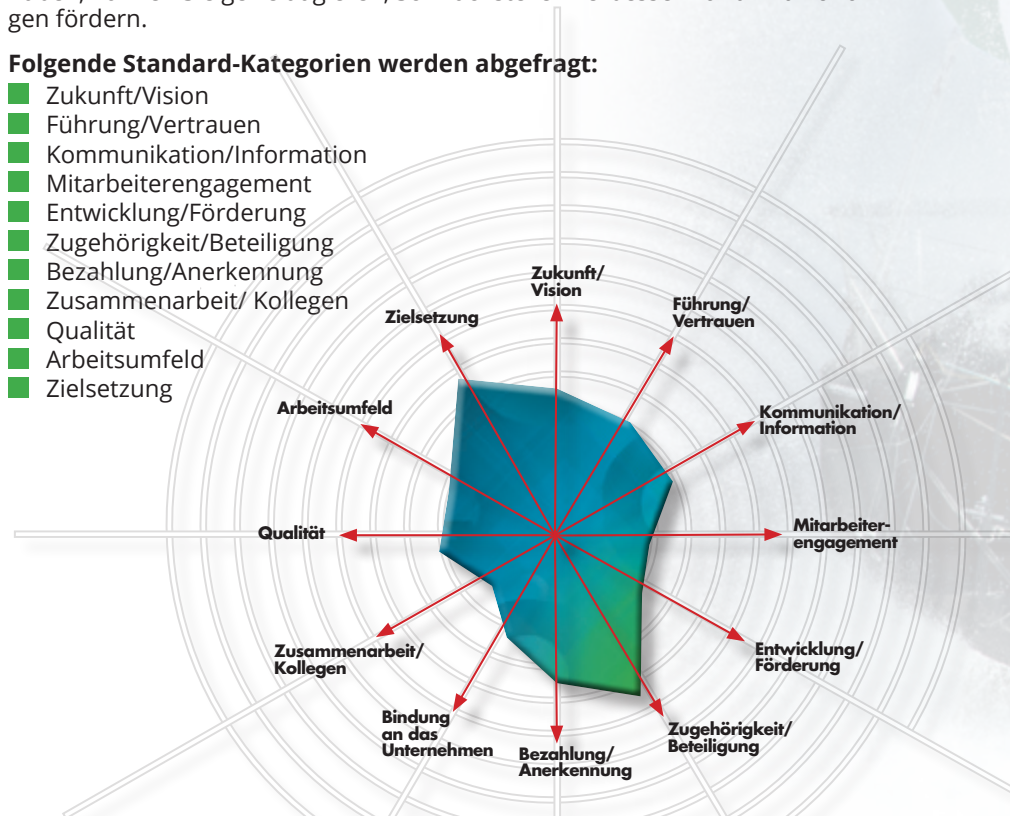 gen fördern.
Folgende Standard-Kategorien werden abgefragt:
Zukunft/Vision
Führung/Vertrauen
Kommunikation/Information
Mitarbeiterengagement
Entwicklung/Förderung
Zugehörigkeit/Beteiligung
Bezahlung/Anerkennung
Zusammenarbeit/ Kollegen
Qualität
Arbeitsumfeld
Zielsetzung
Zukunft/
Vision
Führung/
Vertrauen
Kommunikation/
Information
Mitarbeiter-
engagement
Entwicklung/
Förderung
Zugehörigkeit/
Beteiligung
Bezahlung/
Anerkennung
Bindung
an das
Unternehmen
Zusammenarbeit/
Kollegen
Qualität
Arbeitsumfeld
Zielsetzung